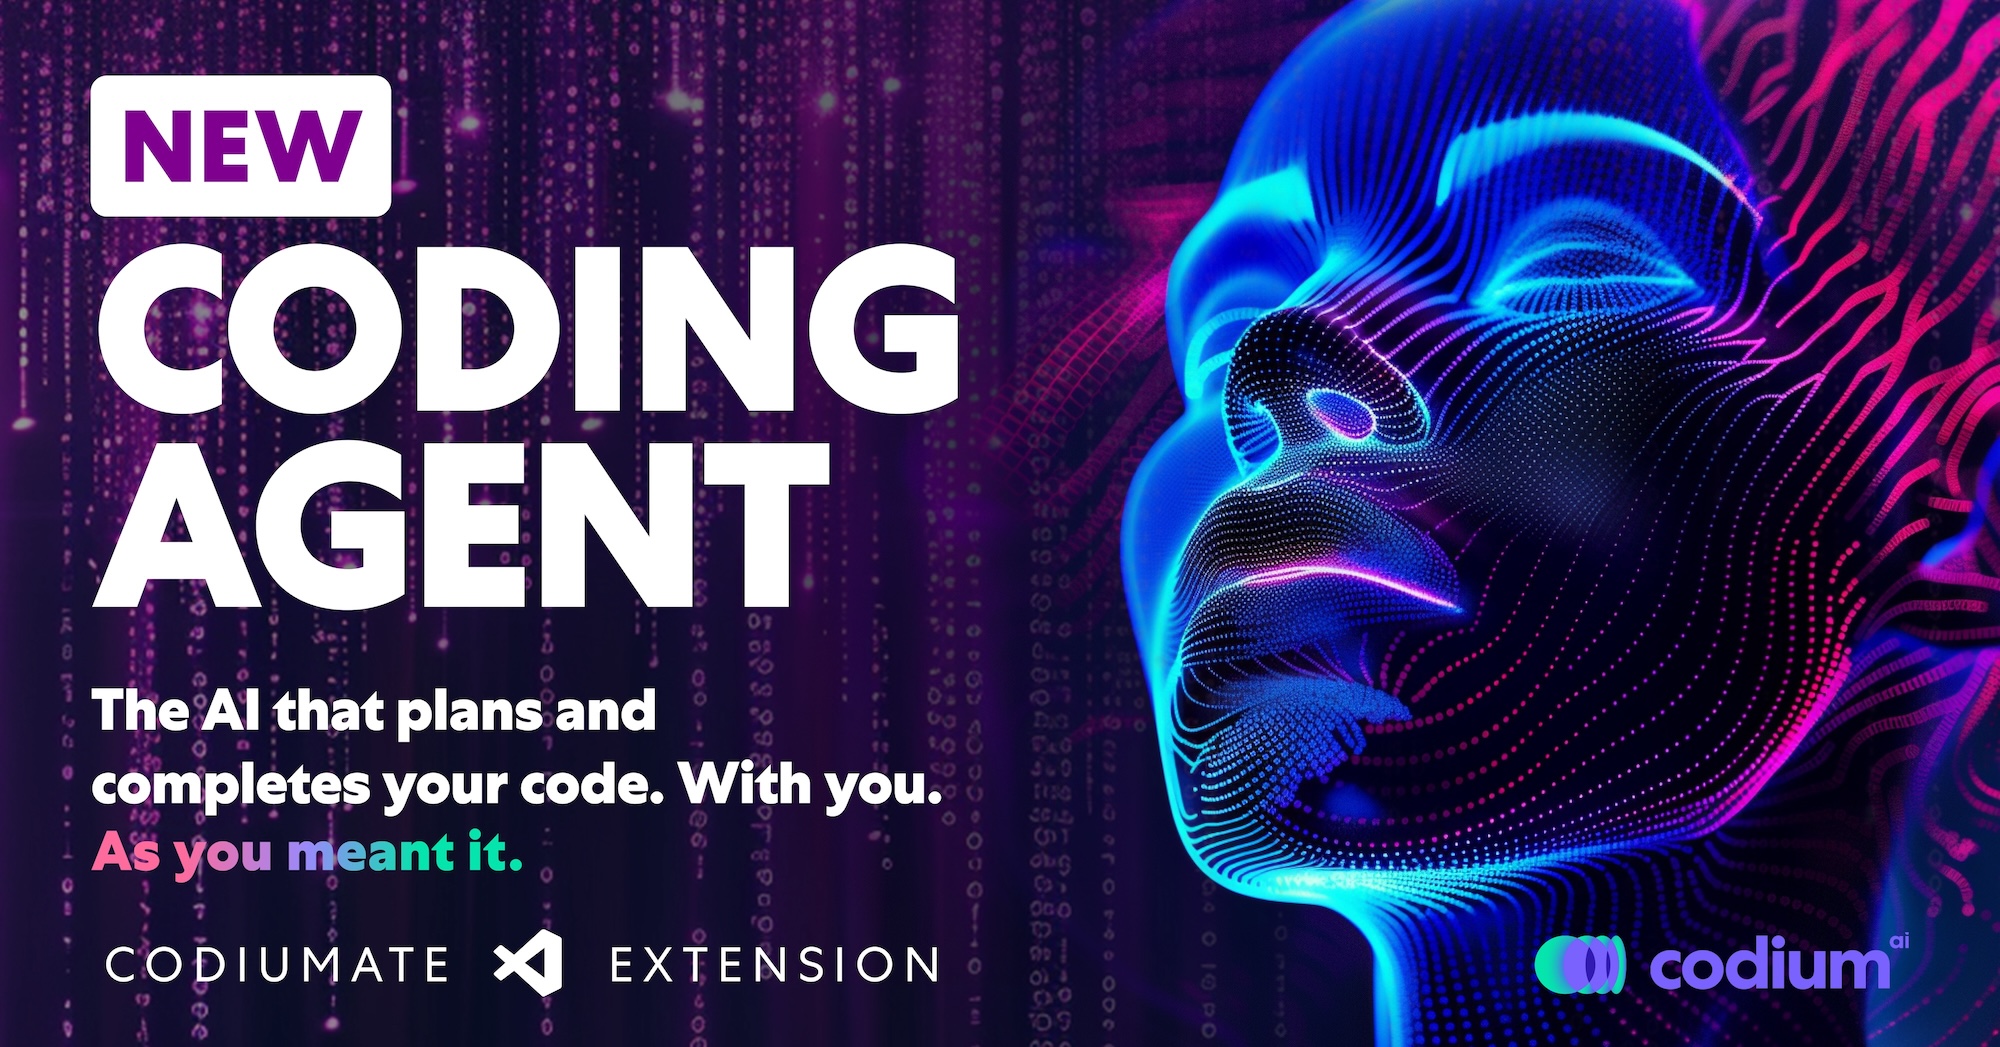 NEW
CODING
AGENT
The AI that plans and
completes your code. With you.
As you meant it.
CODIUMATE EXTENSION
codium ai